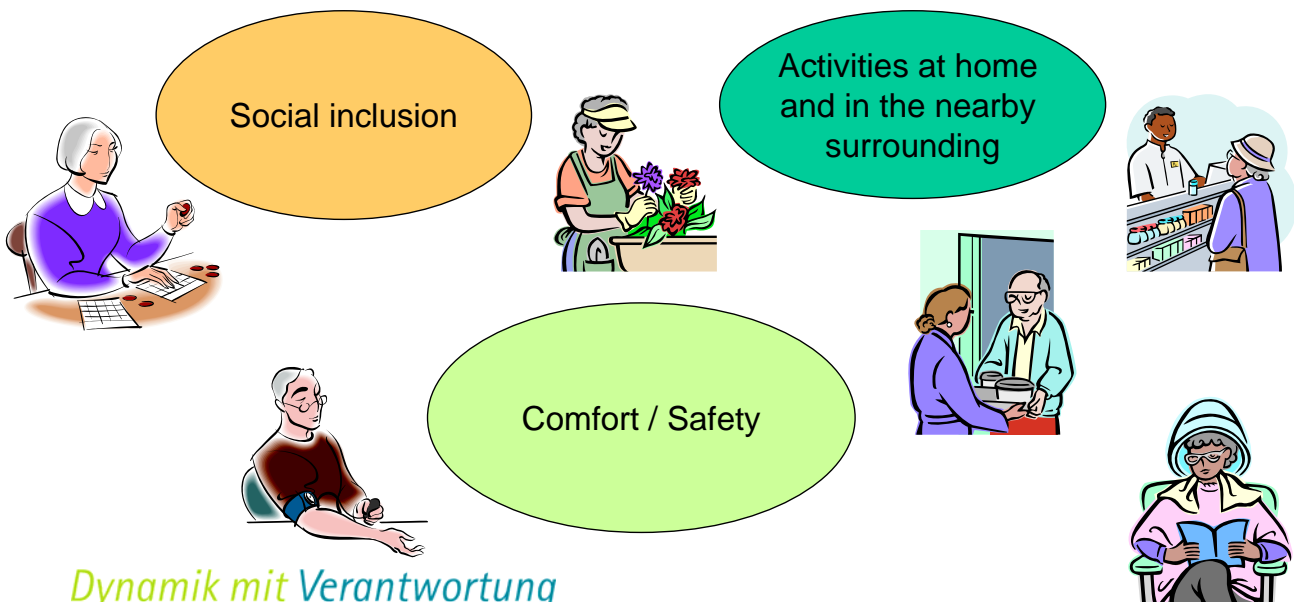 Social inclusion
Activities at home
and in the nearby
surrounding
Comfort / Safety
Dynamik mit Verantwortung